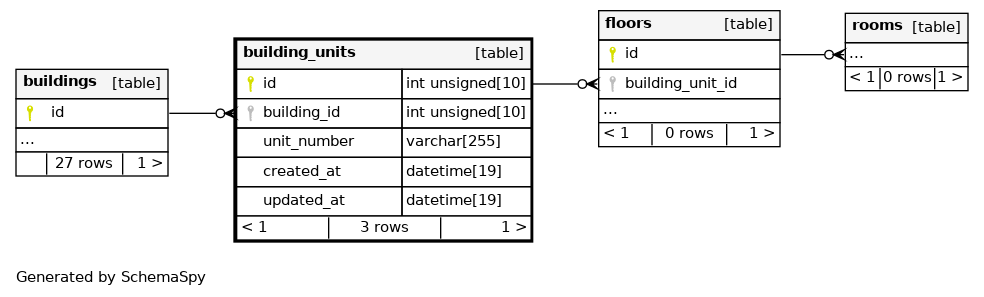 buildings [table]
id
...
27 rows 1 >
building_units [table]
id int unsigned[10]
building_id int unsigned[10]
unit_number varchar[255]
created_at datetime[19]
updated_at datetime[19]
< 1 3 rows 1 >
floors [table]
id
building_unit_id
...
< 1 0 rows 1 >
rooms [table]
...
< 1 0 rows 1 >
Generated by SchemaSpy